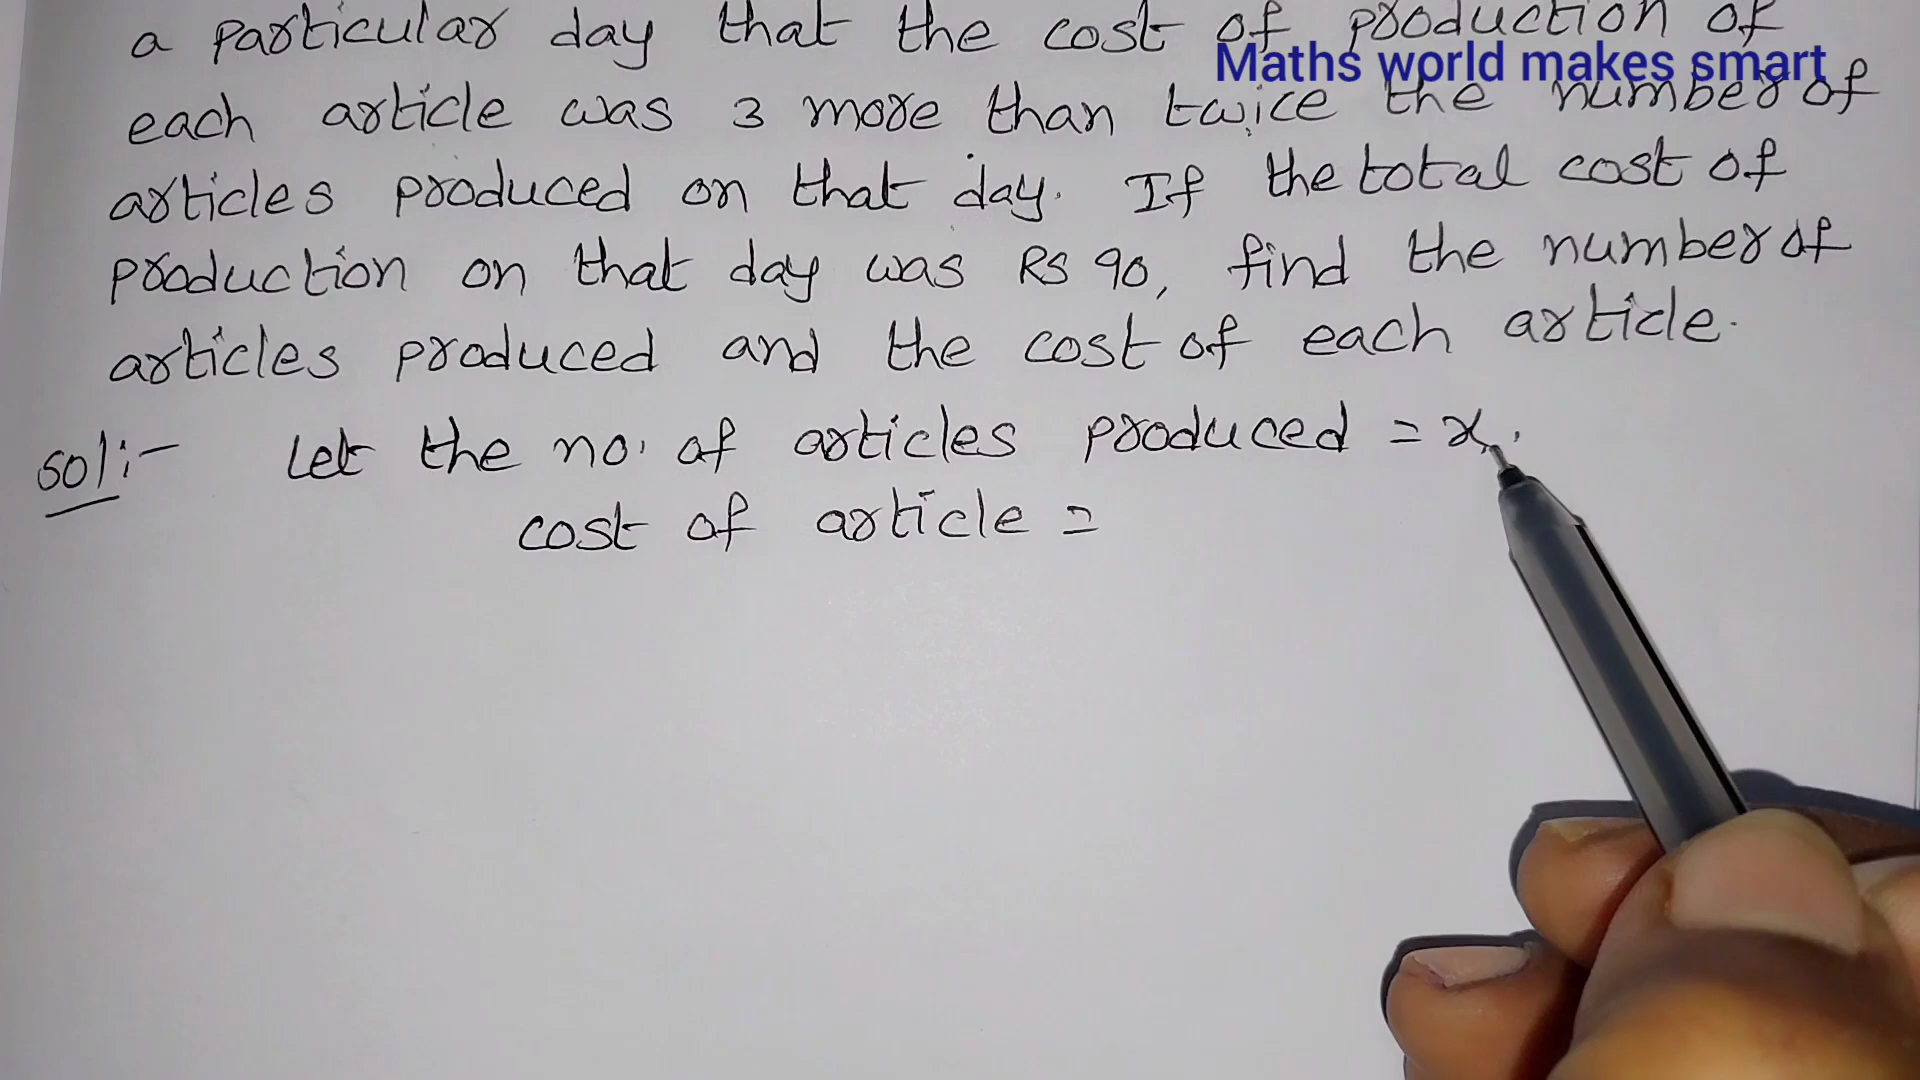 a particular day that the cost of production of
Maths world makes smart
each article was 3 more than twice the number of
articles produced on that day. If the total cost of
production on that day was Rs 90, find the number of
articles produced and the cost of each article.
sol:- Let the no. of articles produced = x.
cost of article =